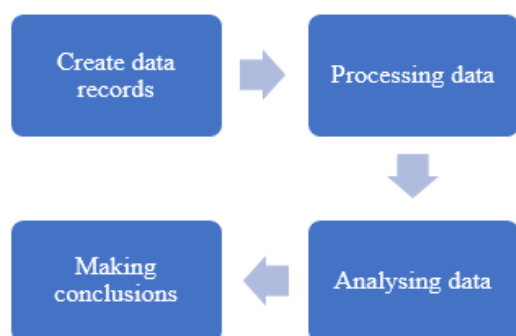 Create data
records
Processing data
Analysing data
Making
conclusions